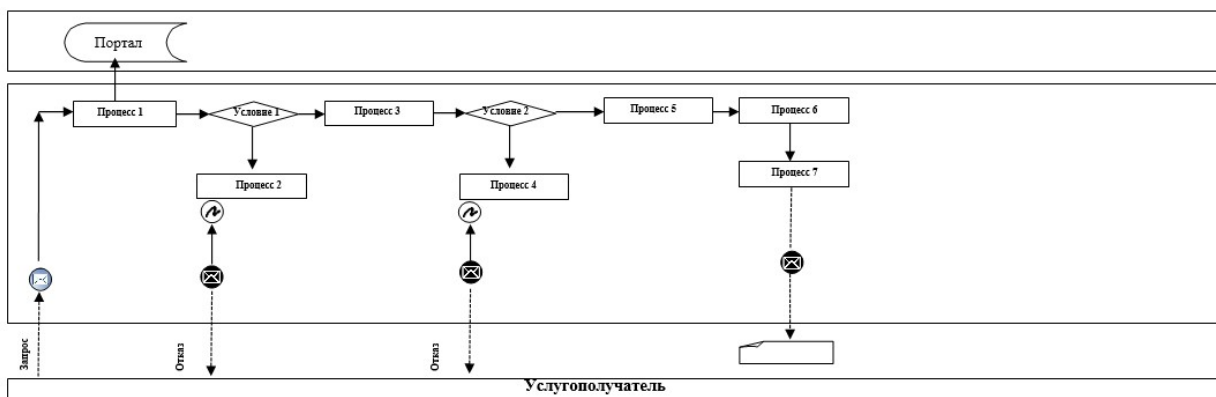 Портал
Процесс 1
Условие 1
Процесс 3
Условие 2
Процесс 5
Процесс 6
Процесс 2
Процесс 4
Процесс 7
Запрос
Отказ
Отказ
Услугополучатель